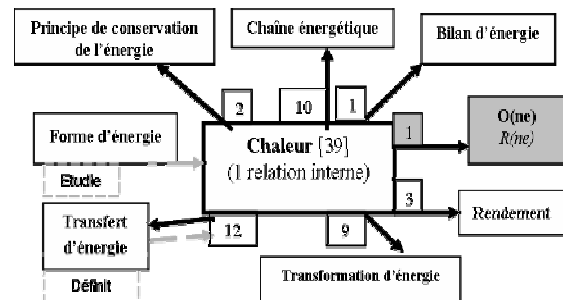 Principe de conservation
de l'énergie
Chaîne énergétique
Bilan d'énergie
2
10
1
Forme d'énergie
Etudie
Chaleur [39]
(1 relation interne)
1
O(ne)
R(ne)
3
Rendement
Transfert
d'énergie
12
9
Définit
Transformation d'énergie